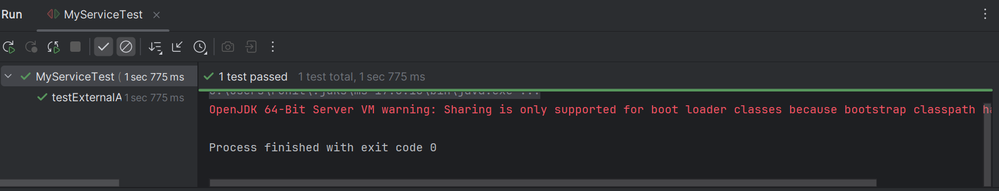 Run MyServiceTest
MyServiceTest ( 1 sec 775 ms
testExternalA 1 sec 775 ms
1 test passed 1 test total, 1 sec 775 ms
OpenJDK 64-Bit Server VM warning: Sharing is only supported for boot loader classes because bootstrap classpath ha
Process finished with exit code 0